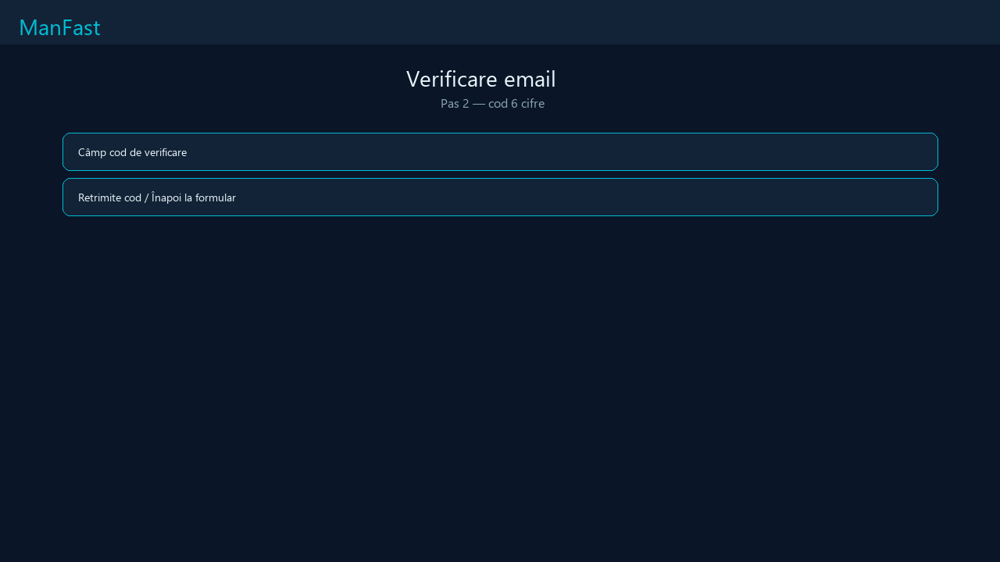 ManFast
Verificare email
Pas 2 — cod 6 cifre
Câmp cod de verificare
Retrimite cod / Înapoi la formular